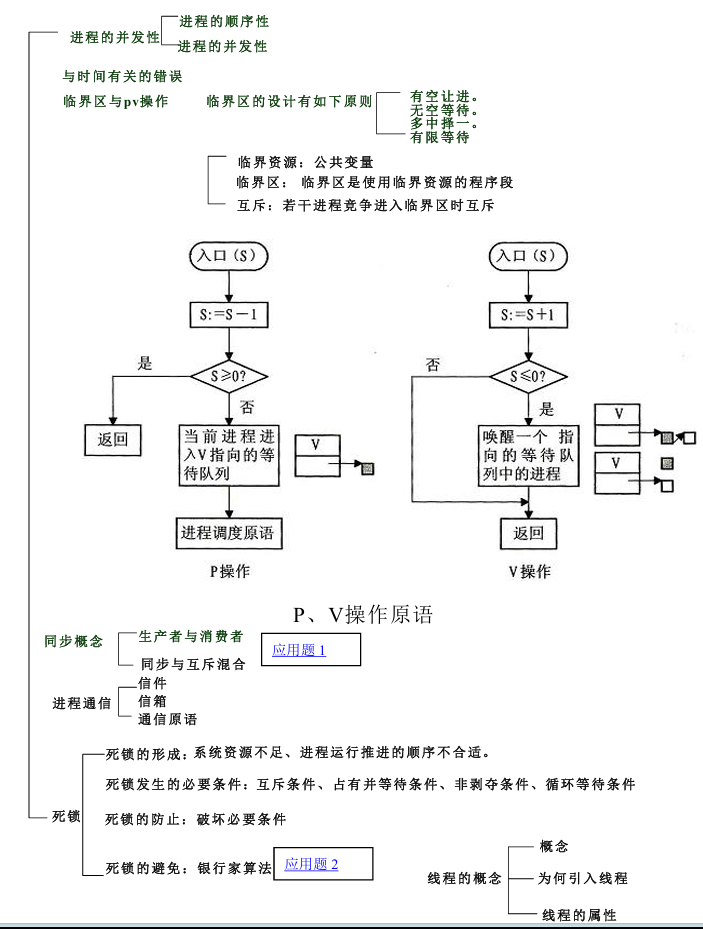 进程的顺序性
进程的并发性
进程的并发性
与时间有关的错误
临界区与pv操作
临界区的设计有如下原则
有空让进。
无空等待。
多中择一。
有限等待
临界资源：公共变量
临界区： 临界区是使用临界资源的程序段
互斥：若干进程竞争进入临界区时互斥
入口（S）
S:=S－1
S≥0?
是
否
返回
当前进程进
入V指向的等
待队列
V
进程调度原语
P操作
入口（S）
S:=S+1
S≤0?
否
是
唤醒一个 指
向的等待队
列中的进程
V
V
返回
V操作
P、V操作原语
同步概念
生产者与消费者
同步与互斥混合
应用题1
进程通信
信件
信箱
通信原语
死锁
死锁的形成：系统资源不足、进程运行推进的顺序不合适。
死锁发生的必要条件：互斥条件、占有并等待条件、非剥夺条件、循环等待条件
死锁的防止：破坏必要条件
死锁的避免：银行家算法
应用题2
线程的概念
概念
为何引入线程
线程的属性